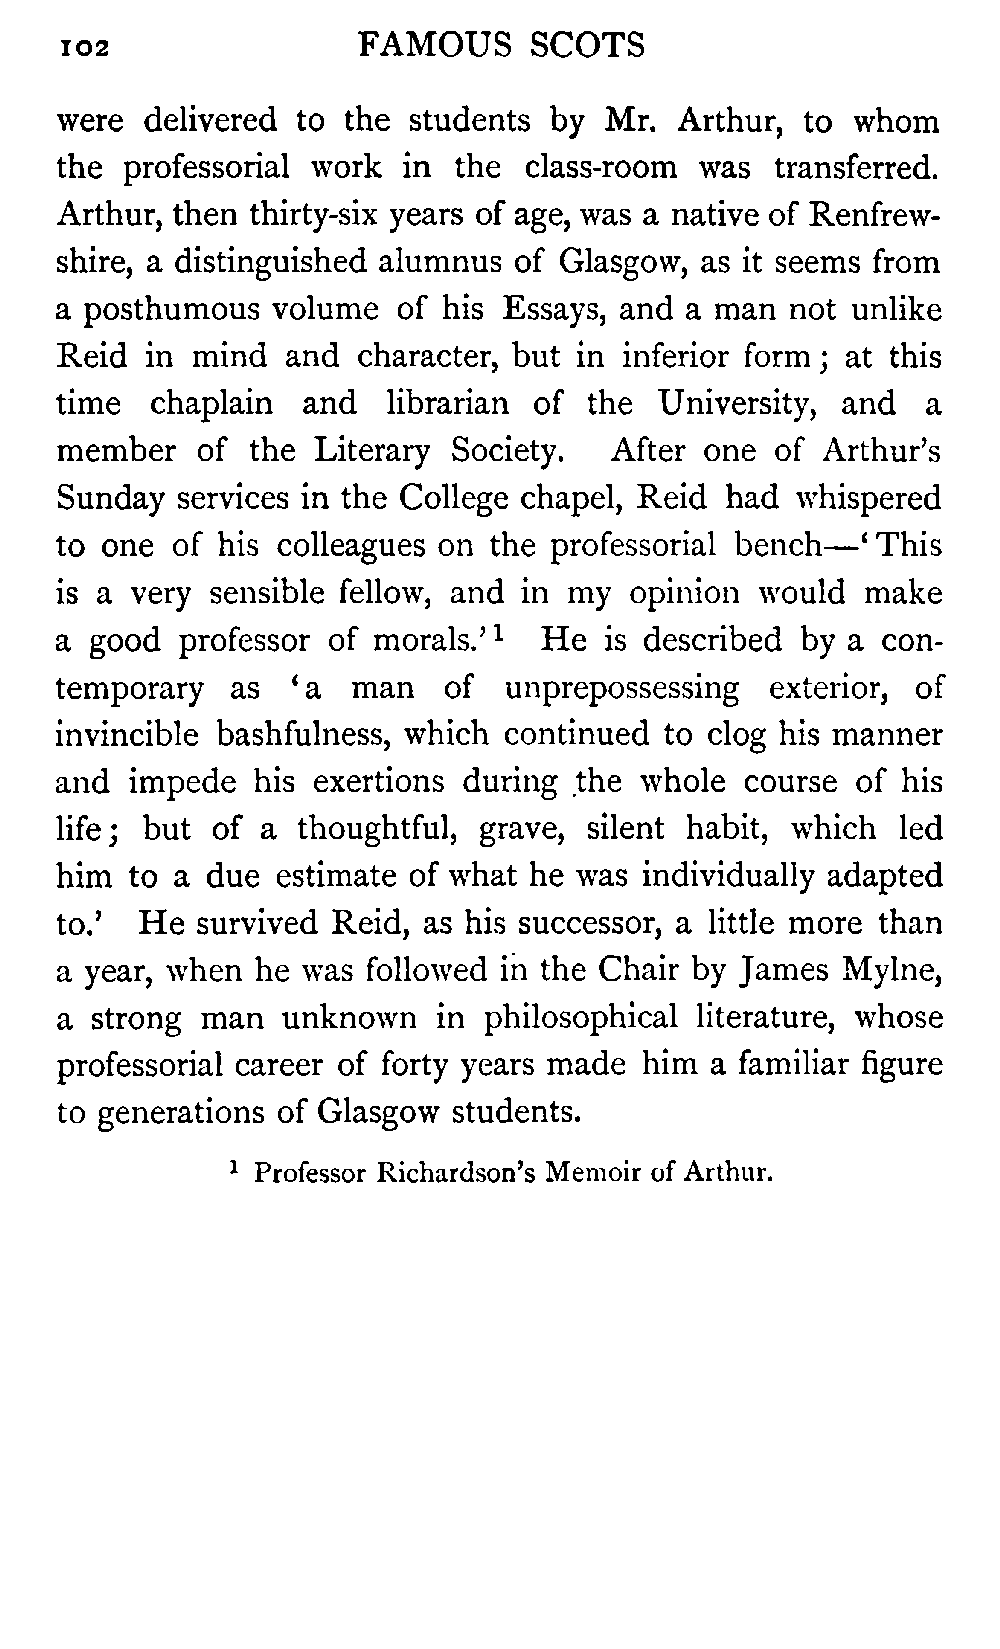 102 FAMOUS SCOTS
were delivered to the students by Mr. Arthur, to whom
the professorial work in the class-room was transferred.
Arthur, then thirty-six years of age, was a native of Renfrew-
shire, a distinguished alumnus of Glasgow, as it seems from
a posthumous volume of his Essays, and a man not unlike
Reid in mind and character, but in inferior form; at this
time chaplain and librarian of the University, and a
member of the Literary Society. After one of Arthur's
Sunday services in the College chapel, Reid had whispered
to one of his colleagues on the professorial bench—'This
is a very sensible fellow, and in my opinion would make
a good professor of morals.'¹ He is described by a con-
temporary as 'a man of unprepossessing exterior, of
invincible bashfulness, which continued to clog his manner
and impede his exertions during the whole course of his
life; but of a thoughtful, grave, silent habit, which led
him to a due estimate of what he was individually adapted
to.' He survived Reid, as his successor, a little more than
a year, when he was followed in the Chair by James Mylne,
a strong man unknown in philosophical literature, whose
professorial career of forty years made him a familiar figure
to generations of Glasgow students.
¹ Professor Richardson's Memoir of Arthur.